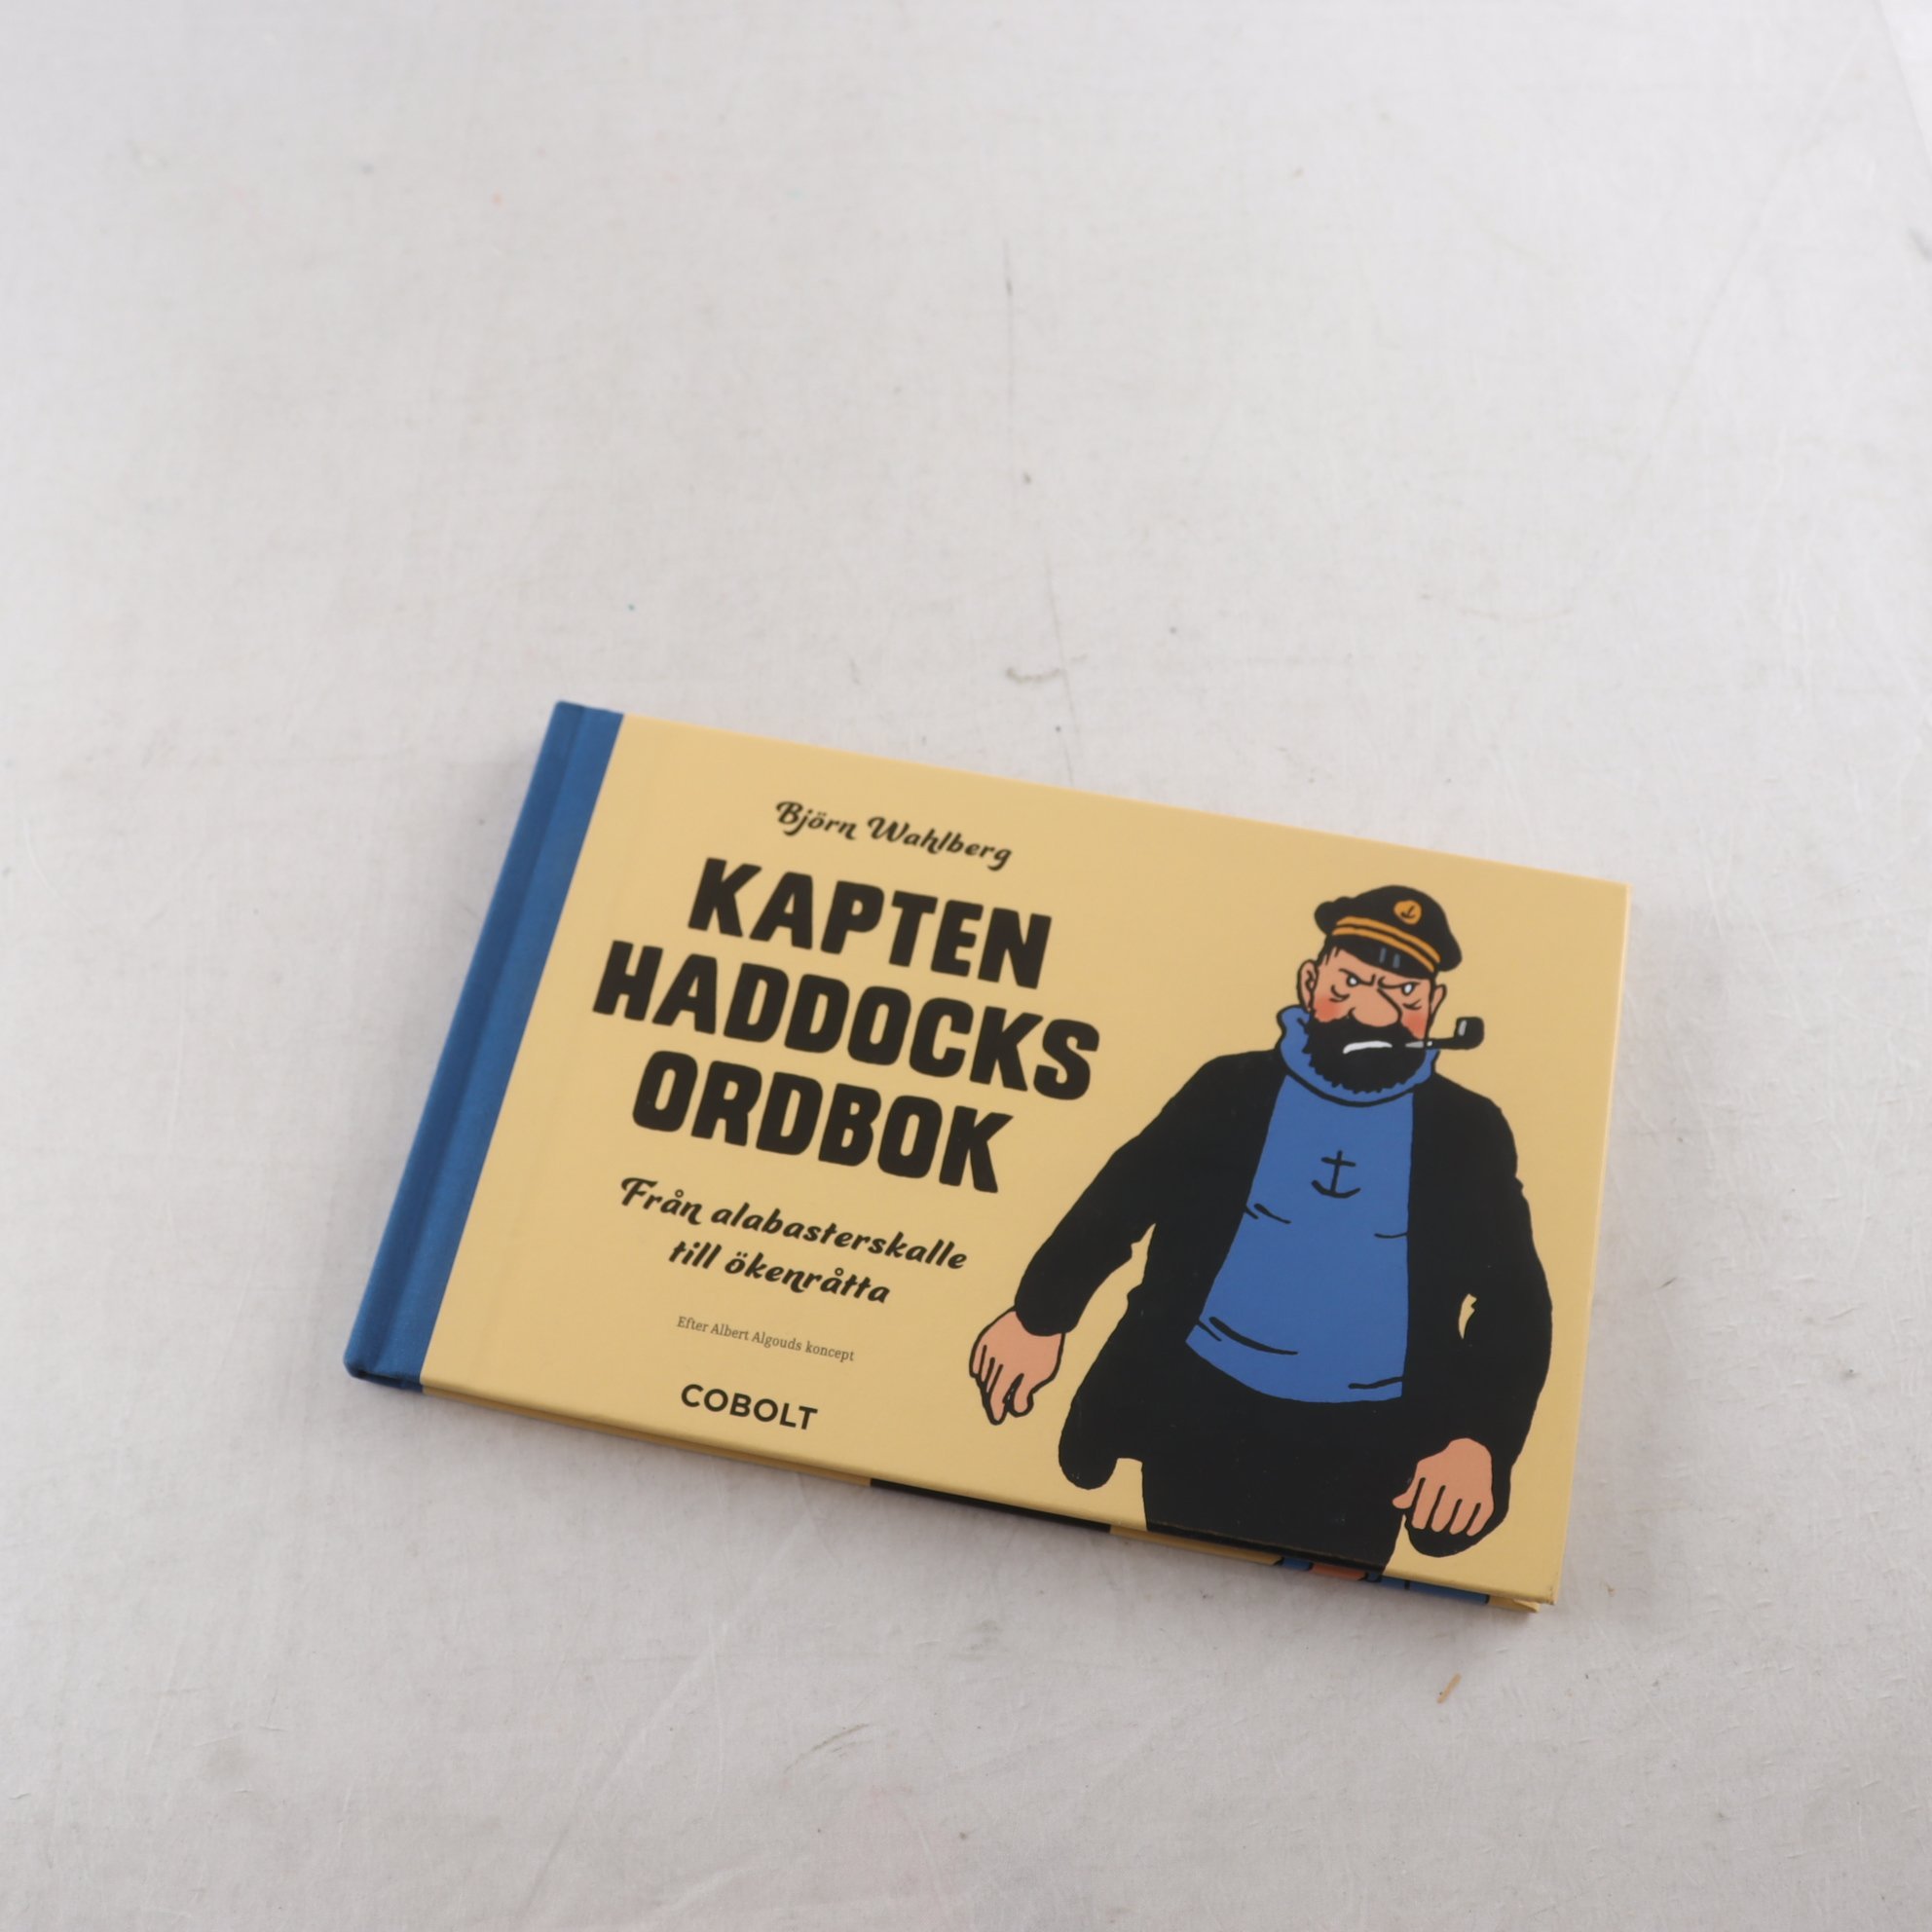 Björn Wahlberg
KAPTEN
HADDOCKS
ORDBOK
Från alabasterskalle
till ökenråtta
Efter Albert Algouds koncept
COBOLT